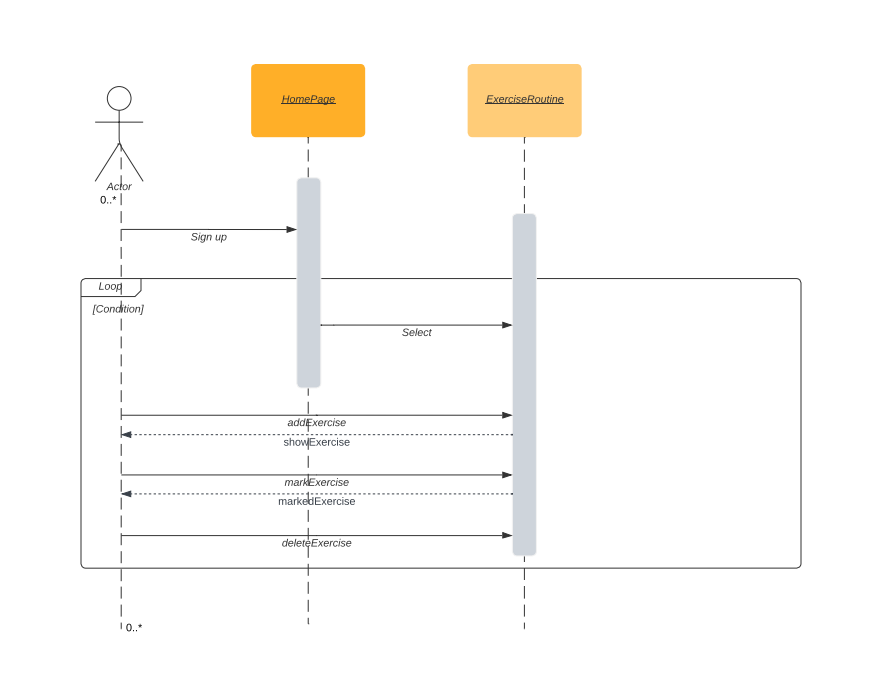 HomePage
ExerciseRoutine
Actor
0..*
Sign up
Loop
[Condition]
Select
addExercise
showExercise
markExercise
markedExercise
deleteExercise
0..*